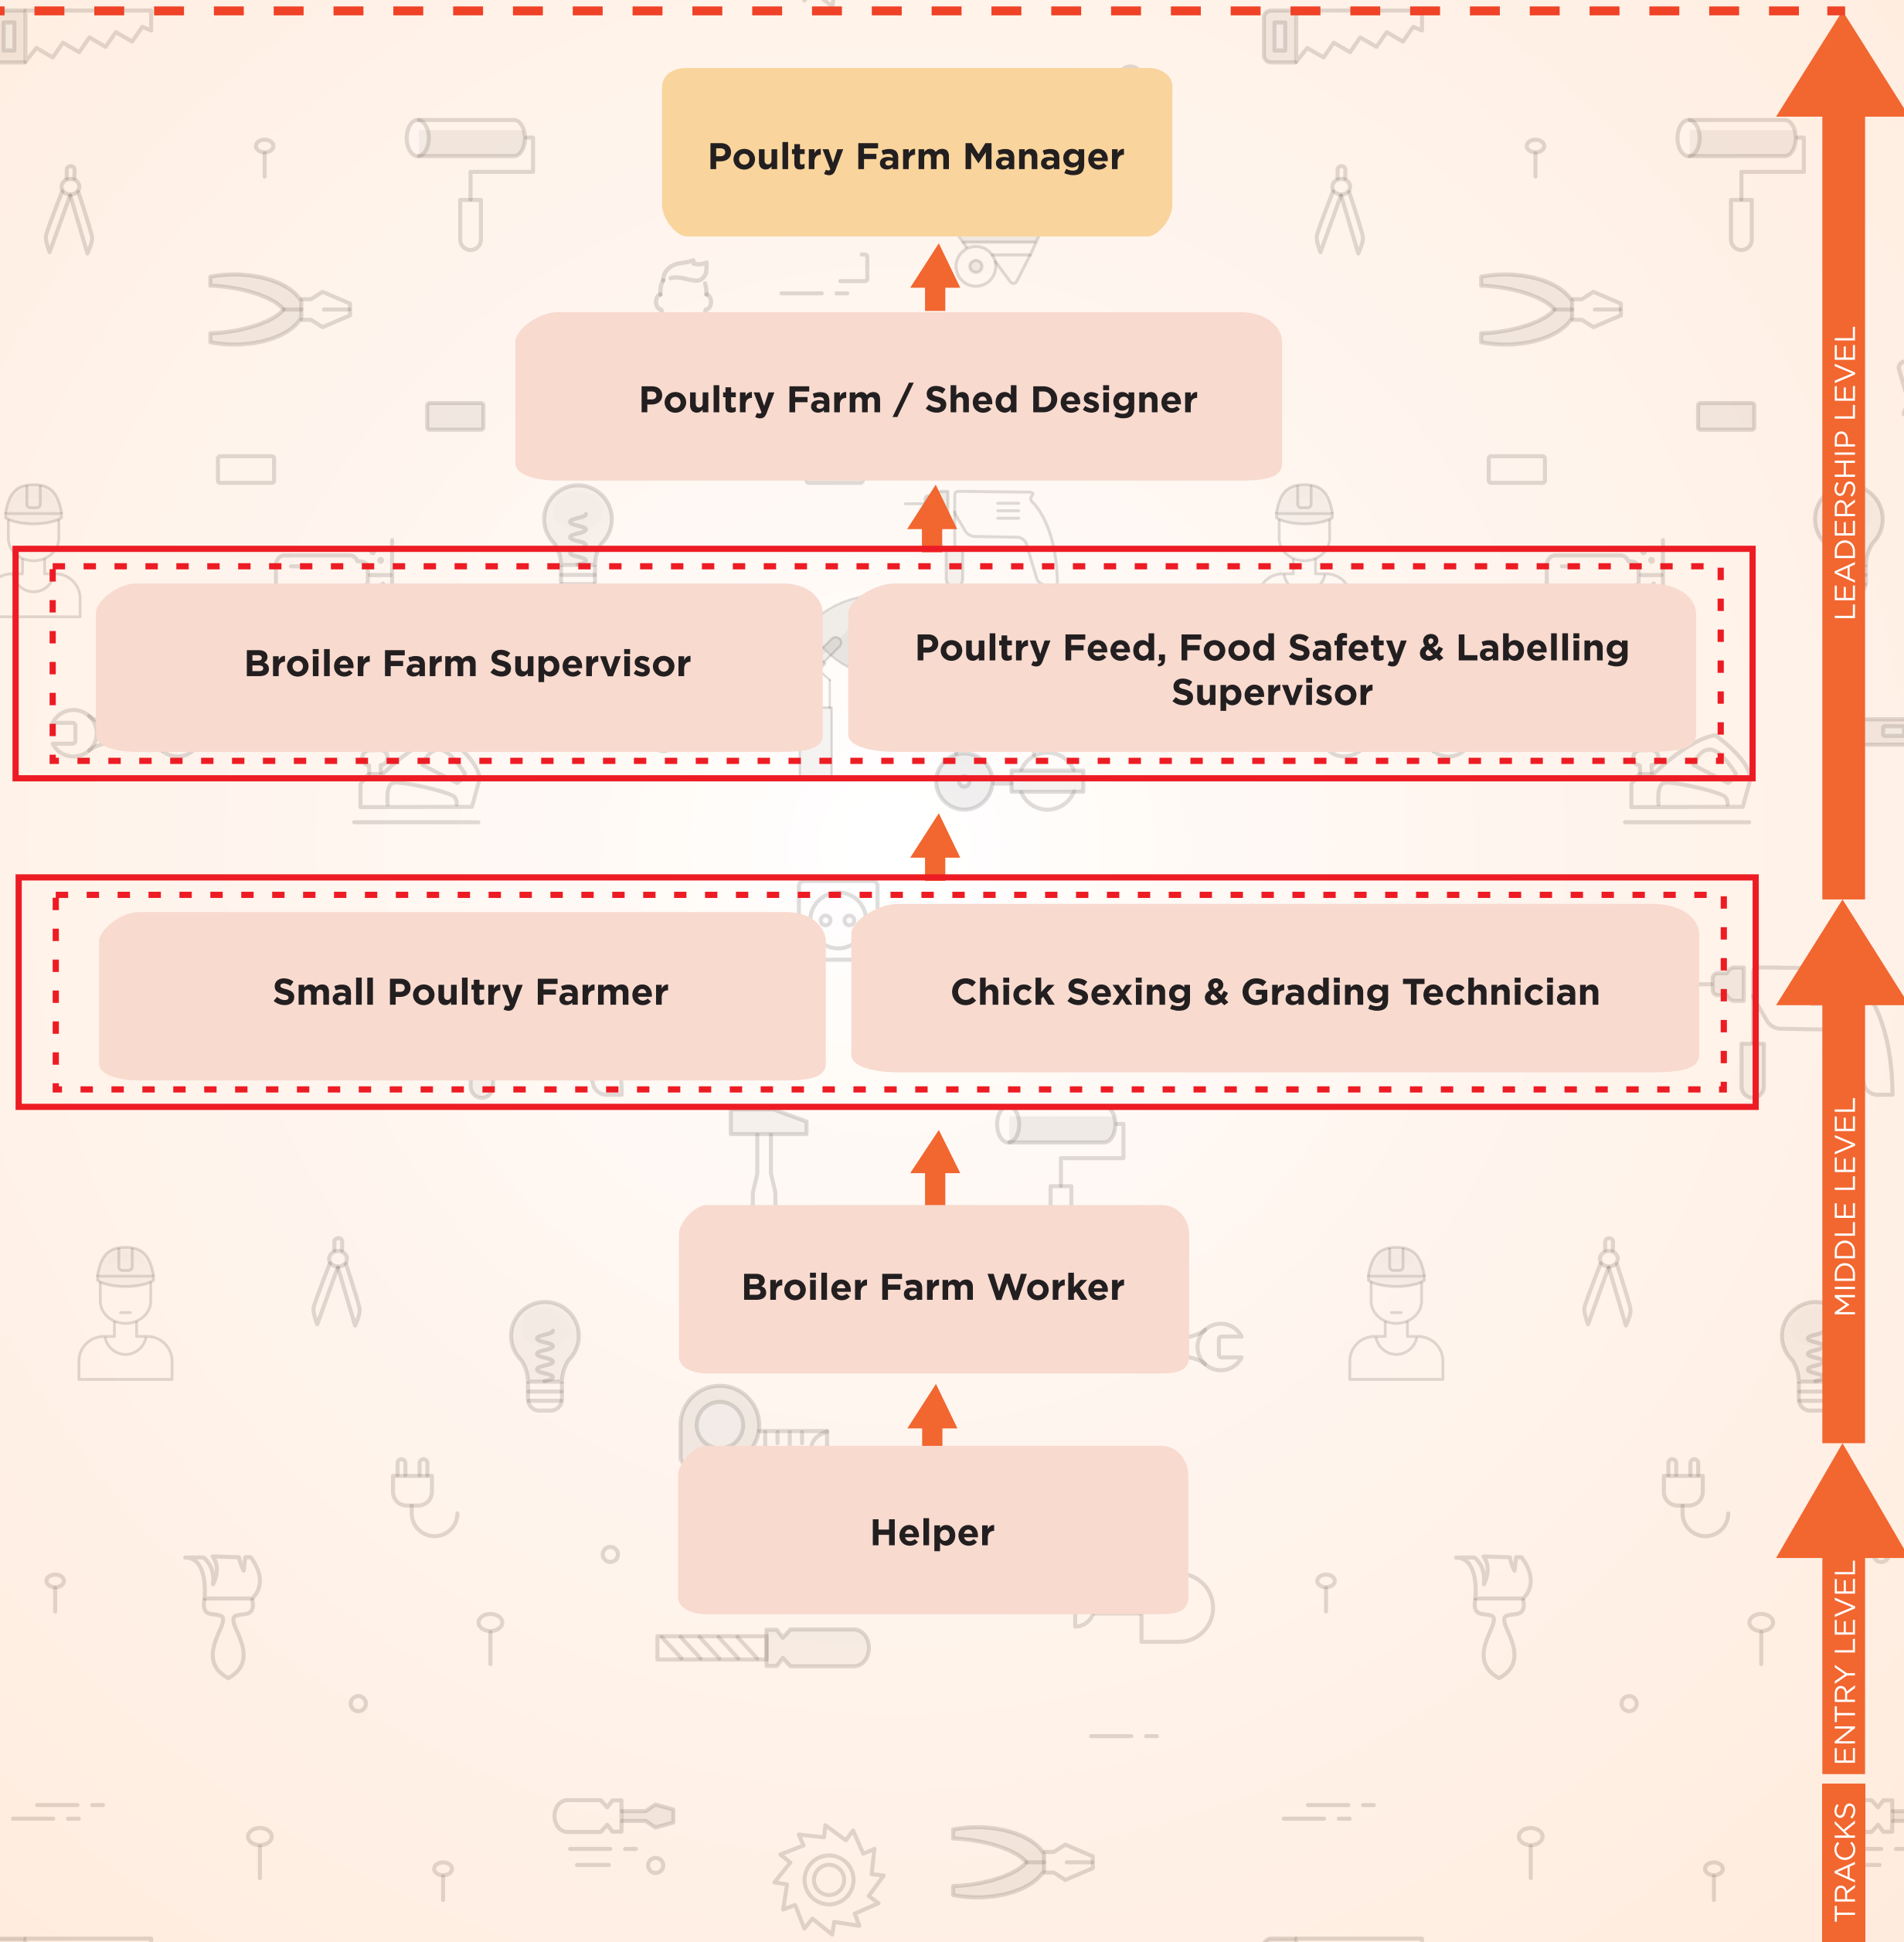 Poultry Farm Manager
Poultry Farm / Shed Designer
Broiler Farm Supervisor
Poultry Feed, Food Safety & Labelling
Supervisor
Small Poultry Farmer
Chick Sexing & Grading Technician
Broiler Farm Worker
Helper
LEADERSHIP LEVEL
MIDDLE LEVEL
ENTRY LEVEL
TRACKS